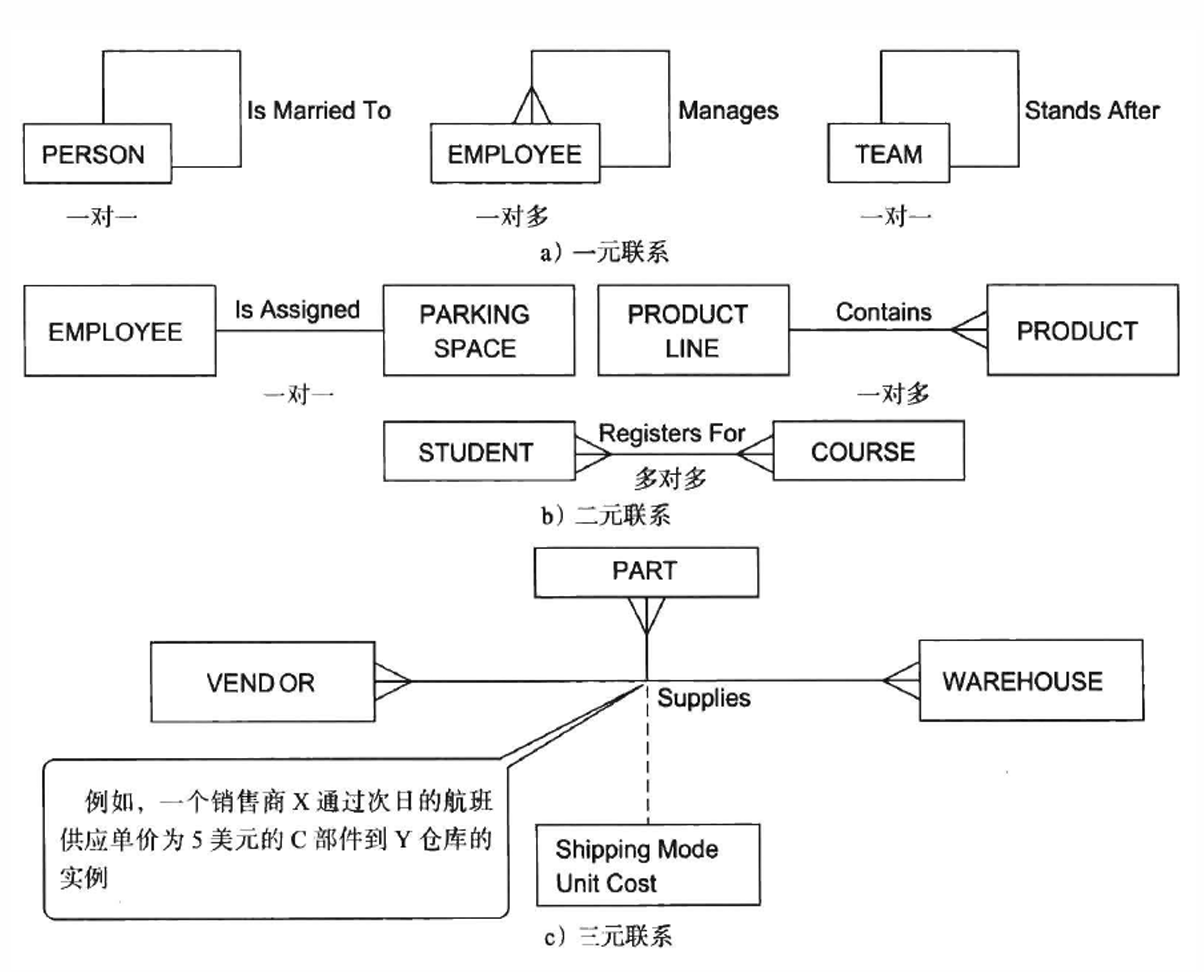 Is Married To
Manages
Stands After
PERSON
EMPLOYEE
TEAM
一对一
一对多
一对一
a）一元联系
EMPLOYEE
Is Assigned
PARKING
SPACE
一对一
PRODUCT
LINE
Contains
PRODUCT
一对多
STUDENT
Registers For
COURSE
多对多
b）二元联系
PART
VENDOR
WAREHOUSE
Supplies
例如，一个销售商 X 通过次日的航班
供应单价为 5 美元的 C 部件到 Y 仓库的
实例
Shipping Mode
Unit Cost
c）三元联系